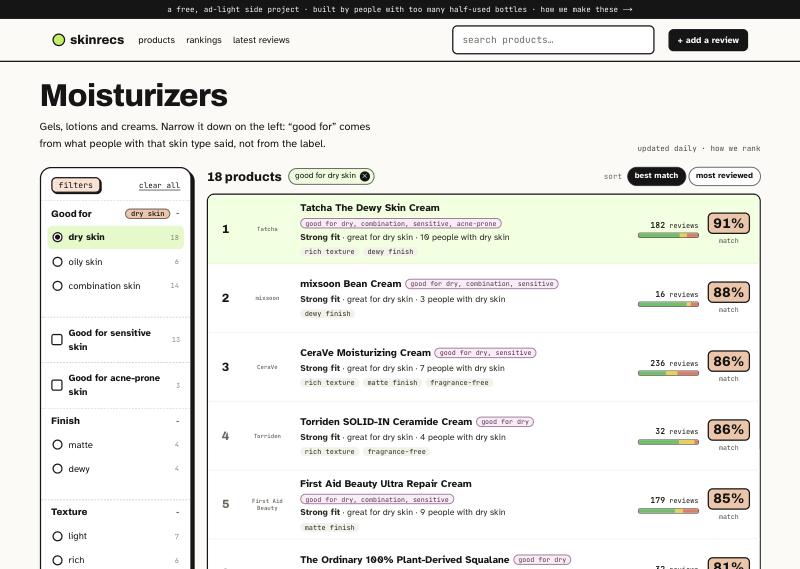 a free, ad-light side project · built by people with too many half-used bottles · how we make these ⟶
skinrecs
products
rankings
latest reviews
search products…
+ add a review
Moisturizers
Gels, lotions and creams. Narrow it down on the left: “good for” comes
from what people with that skin type said, not from the label.
updated daily · how we rank
filters
clear all
Good for
dry skin
-
dry skin
18
oily skin
6
combination skin
14
Good for sensitive
skin
13
Good for acne-prone
skin
3
Finish
-
matte
4
dewy
4
Texture
-
light
7
rich
6
18 products
good for dry skin ×
sort
best match
most reviewed
1
Tatcha
Tatcha The Dewy Skin Cream
good for dry, combination, sensitive, acne-prone
Strong fit · great for dry skin · 10 people with dry skin
rich texture
dewy finish
182 reviews
91%
match
2
mixsoon
mixsoon Bean Cream
good for dry, combination, sensitive
Strong fit · great for dry skin · 3 people with dry skin
dewy finish
16 reviews
88%
match
3
CeraVe
CeraVe Moisturizing Cream
good for dry, sensitive
Strong fit · great for dry skin · 7 people with dry skin
rich texture
matte finish
fragrance-free
236 reviews
86%
match
4
Torriden
Torriden SOLID-IN Ceramide Cream
good for dry
Strong fit · great for dry skin · 4 people with dry skin
rich texture
fragrance-free
32 reviews
86%
match
5
First Aid
Beauty
First Aid Beauty Ultra Repair Cream
good for dry, combination, sensitive
Strong fit · great for dry skin · 9 people with dry skin
matte finish
179 reviews
85%
match
The Ordinary 100% Plant-Derived Squalane
good for dry
32 reviews
81%